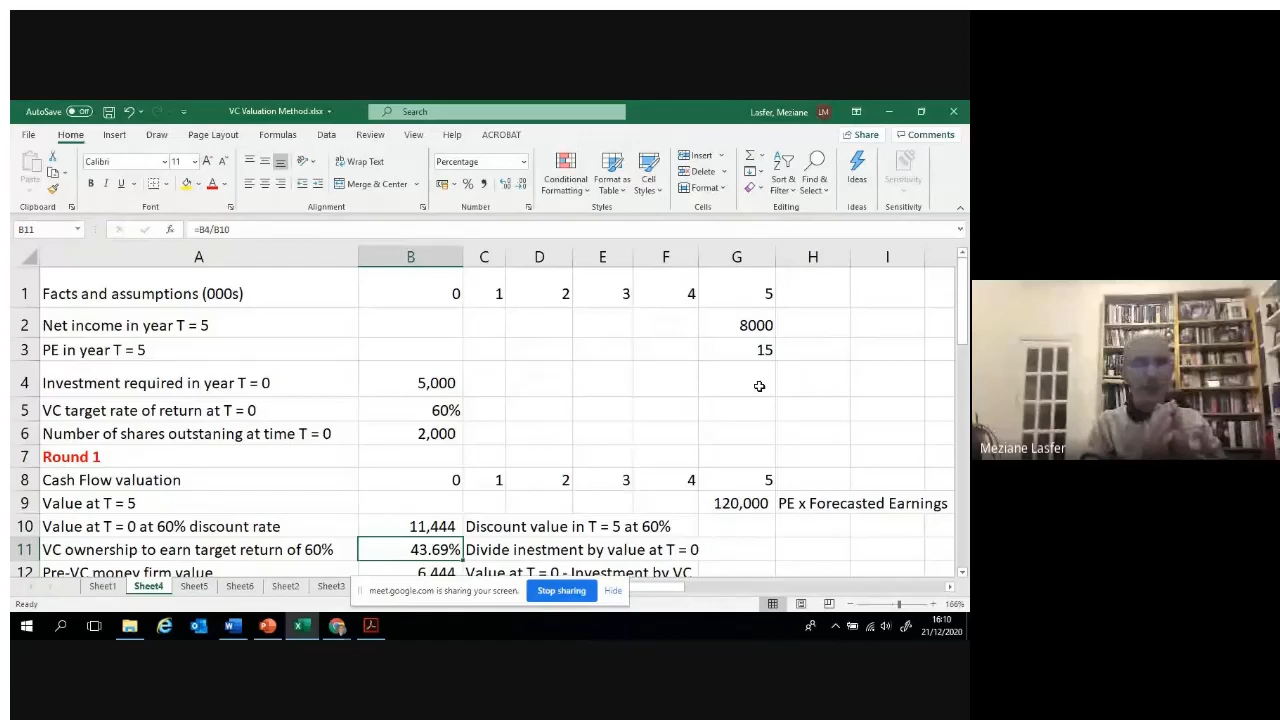 AutoSave Off VC Valuation Method.xlsx Search Lasfer, Meziane LM
File Home Insert Draw Page Layout Formulas Data Review View Help ACROBAT Share Comments
Paste Calibri 11 A A Wrap Text Percentage Conditional Formatting Format as Table Cell Styles Insert Delete Format Sort & Filter Find & Select Ideas Sensitivity
B I U A Merge & Center % ,
Clipboard Font Alignment Number Styles Cells Editing Ideas Sensitivity
B11 fx =B4/B10
A B C D E F G H I
1 Facts and assumptions (000s) 0 1 2 3 4 5
2 Net income in year T = 5 8000
3 PE in year T = 5 15
4 Investment required in year T = 0 5,000
5 VC target rate of return at T = 0 60%
6 Number of shares outstaning at time T = 0 2,000
7 Round 1
8 Cash Flow valuation 0 1 2 3 4 5
9 Value at T = 5 120,000 PE x Forecasted Earnings
10 Value at T = 0 at 60% discount rate 11,444 Discount value in T = 5 at 60%
11 VC ownership to earn target return of 60% 43.69% Divide inestment by value at T = 0
12 Pre-VC money firm value 6,444 Value at T = 0 - Investment by VC
Sheet1 Sheet4 Sheet5 Sheet6 Sheet2 Sheet3
meet.google.com is sharing your screen. Stop sharing Hide
Ready 166%
16:10
21/12/2020
Meziane Lasfer